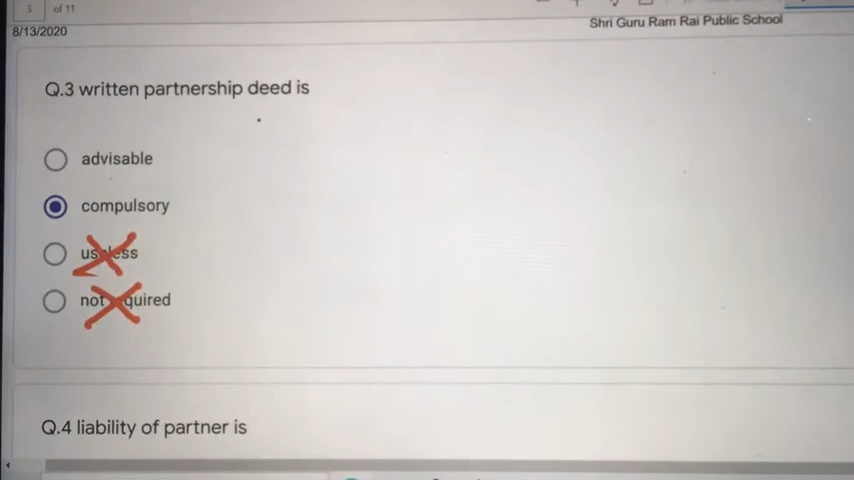 3 of 11
8/13/2020
Shri Guru Ram Rai Public School
Q.3 written partnership deed is
advisable
compulsory
Q.4 liability of partner is